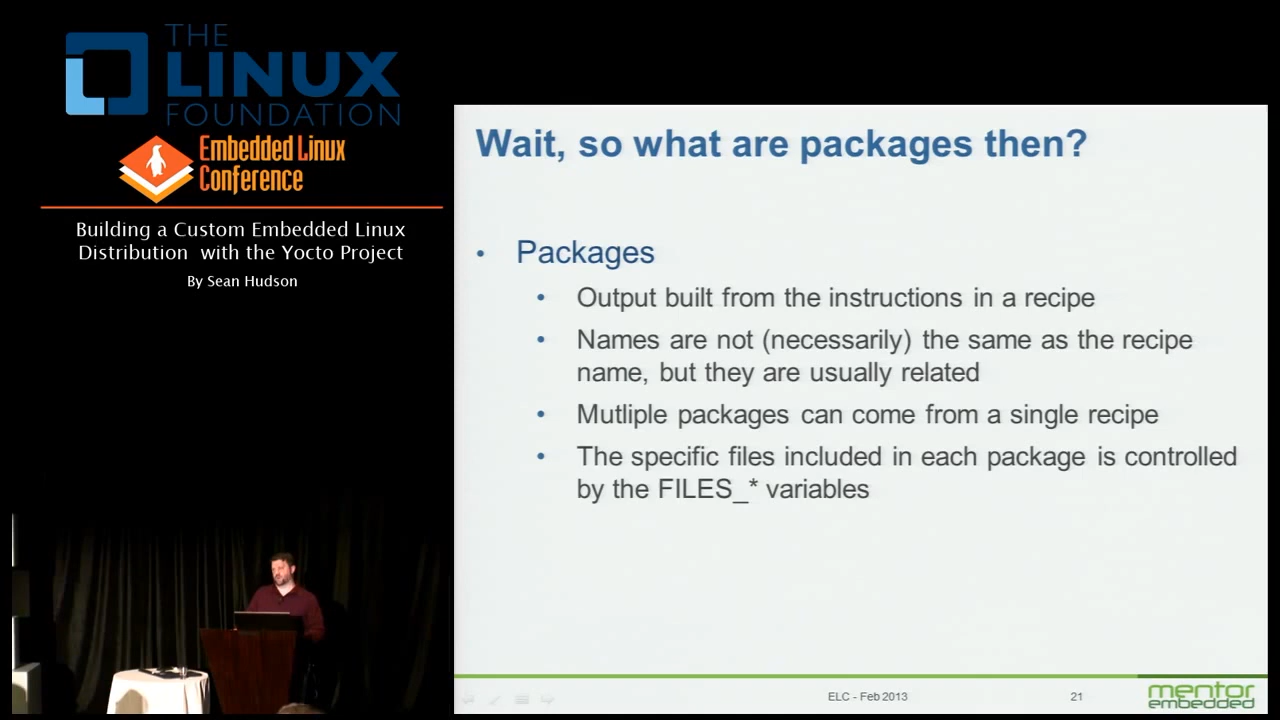 THE
LINUX
FOUNDATION
Embedded Linux
Conference
Building a Custom Embedded Linux
Distribution with the Yocto Project
By Sean Hudson
Wait, so what are packages then?
• Packages
• Output built from the instructions in a recipe
• Names are not (necessarily) the same as the recipe
name, but they are usually related
• Mutliple packages can come from a single recipe
• The specific files included in each package is controlled
by the FILES_* variables
ELC - Feb 2013
21
mentor
embedded